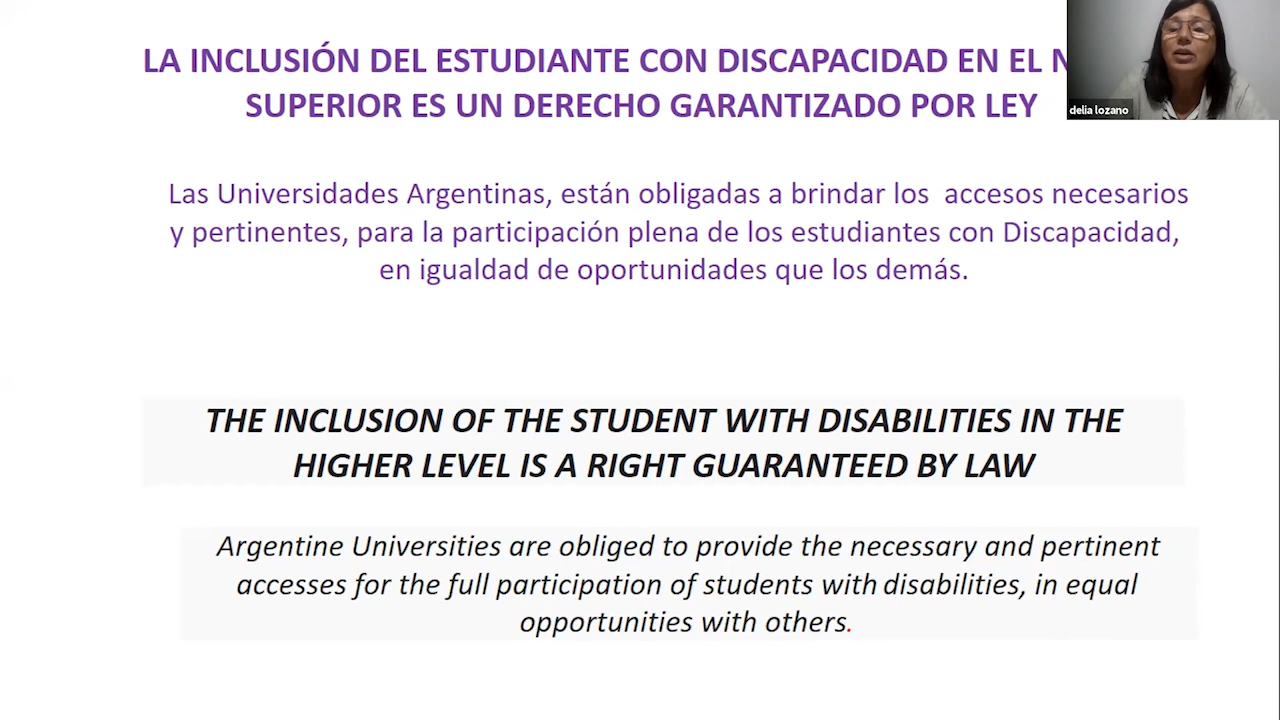 LA INCLUSIÓN DEL ESTUDIANTE CON DISCAPACIDAD EN EL
SUPERIOR ES UN DERECHO GARANTIZADO POR LEY
delia lozano
Las Universidades Argentinas, están obligadas a brindar los accesos necesarios
y pertinentes, para la participación plena de los estudiantes con Discapacidad,
en igualdad de oportunidades que los demás.
THE INCLUSION OF THE STUDENT WITH DISABILITIES IN THE
HIGHER LEVEL IS A RIGHT GUARANTEED BY LAW
Argentine Universities are obliged to provide the necessary and pertinent
accesses for the full participation of students with disabilities, in equal
opportunities with others.